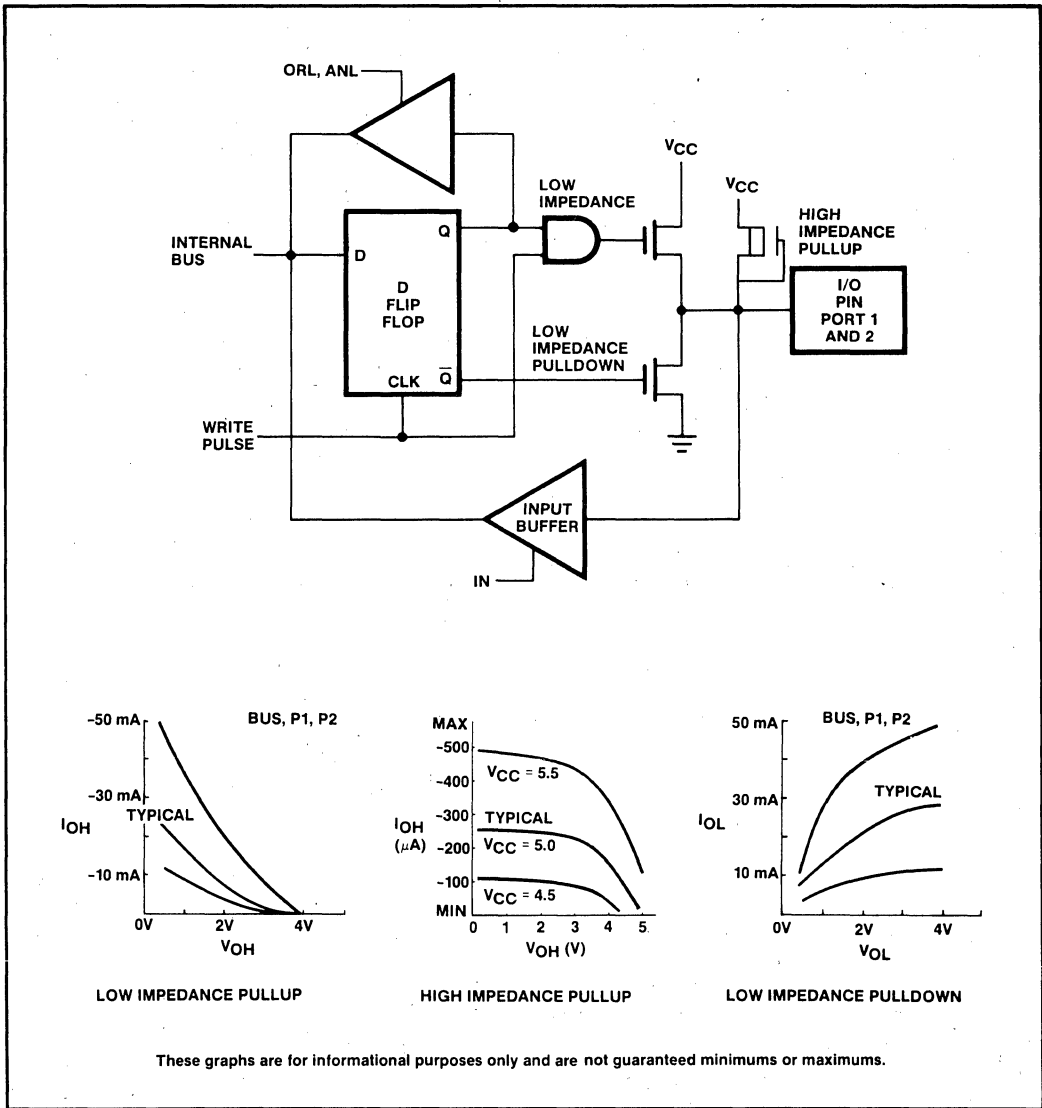 ORL, ANL
VCC
LOW
IMPEDANCE
VCC
HIGH
IMPEDANCE
PULLUP
INTERNAL
BUS
D
Q
D
FLIP
FLOP
I/O
PIN
PORT 1
AND 2
LOW
IMPEDANCE
PULLDOWN
CLK
Q̅
WRITE
PULSE
INPUT
BUFFER
IN
-50 mA
BUS, P1, P2
-30 mA
TYPICAL
IOH
-10 mA
0V 2V 4V
VOH
LOW IMPEDANCE PULLUP
MAX
-500
VCC = 5.5
-400
-300
TYPICAL
IOH
(µA)
-200
VCC = 5.0
-100
VCC = 4.5
MIN
0 1 2 3 4 5
VOH (V)
HIGH IMPEDANCE PULLUP
50 mA
BUS, P1, P2
TYPICAL
30 mA
IOL
10 mA
0V 2V 4V
VOL
LOW IMPEDANCE PULLDOWN
These graphs are for informational purposes only and are not guaranteed minimums or maximums.